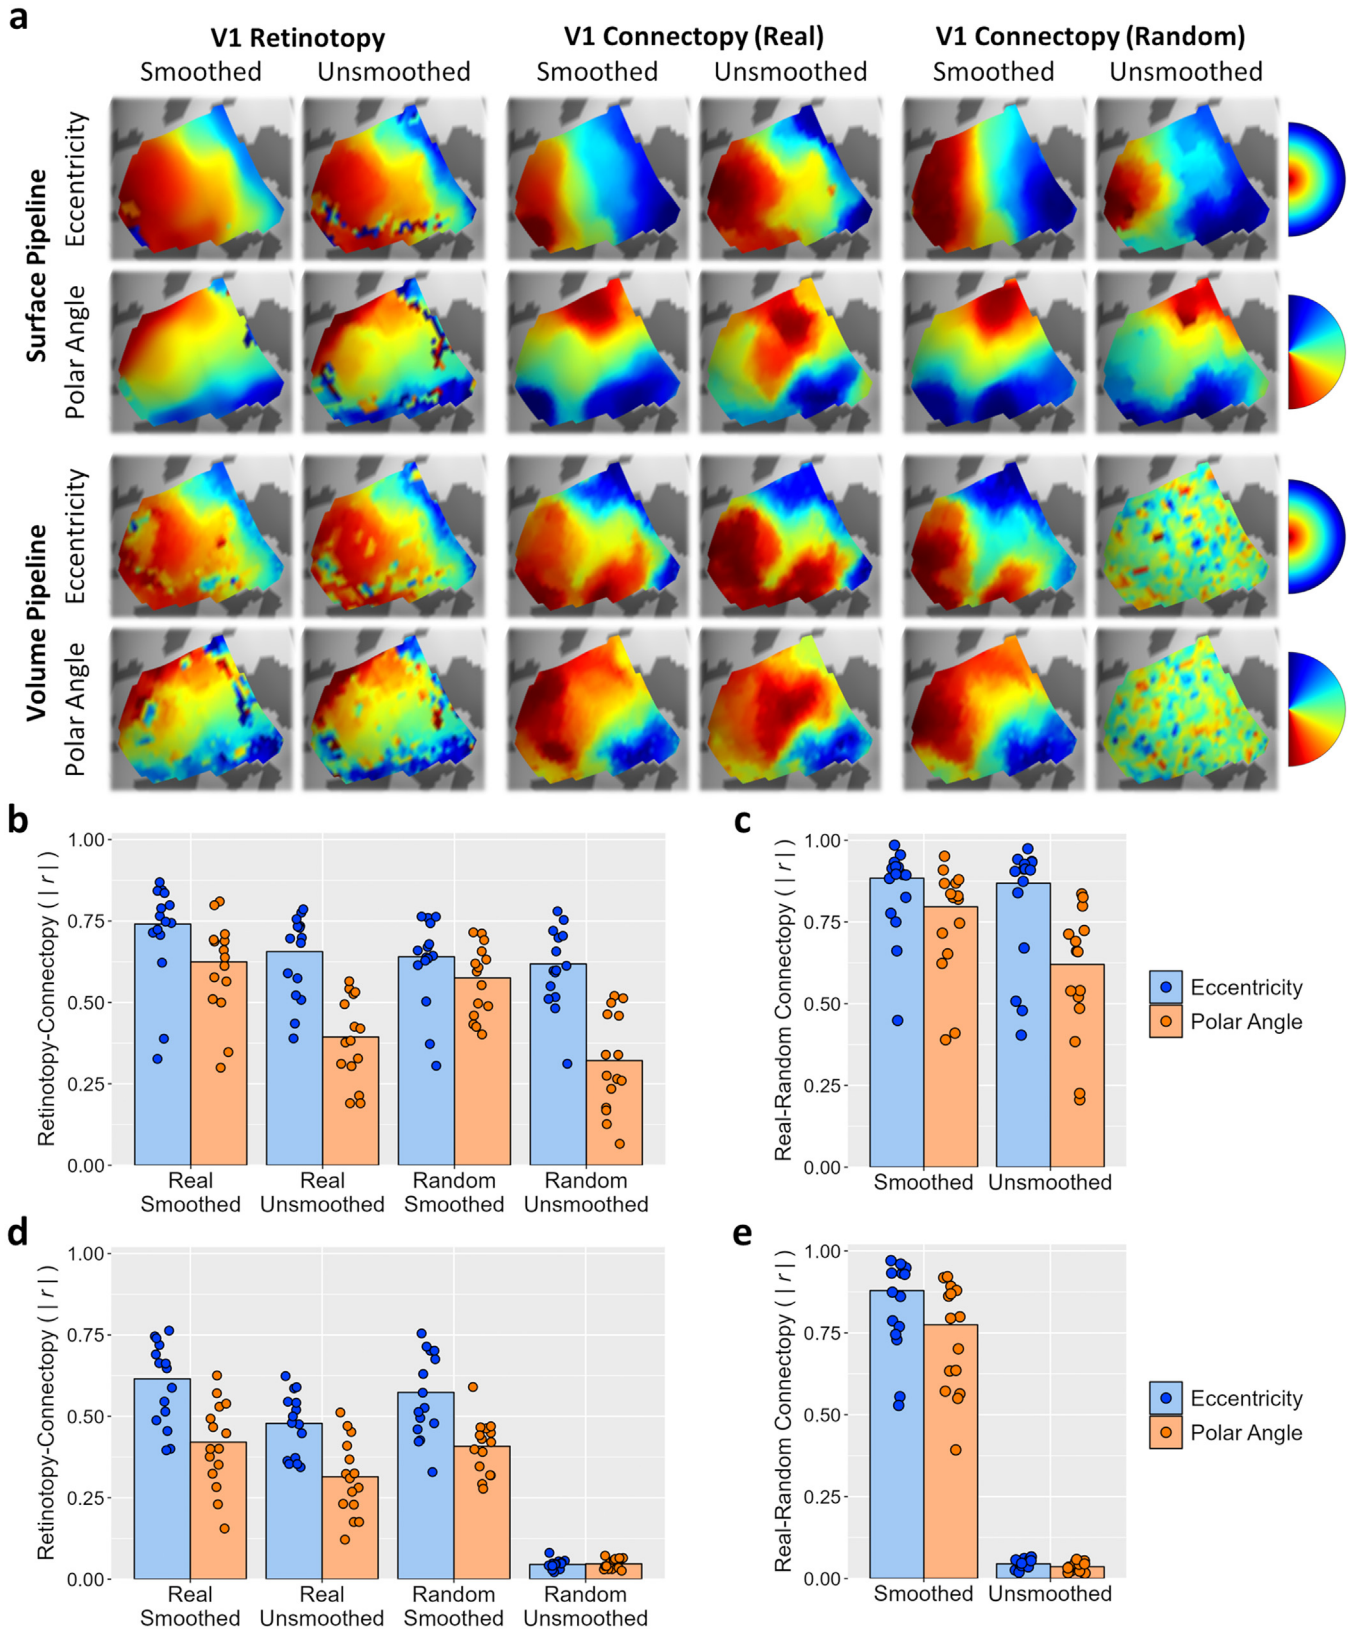 a
V1 Retinotopy
V1 Connectopy (Real)
V1 Connectopy (Random)
Smoothed
Unsmoothed
Smoothed
Unsmoothed
Smoothed
Unsmoothed
Surface Pipeline
Eccentricity
Polar Angle
Volume Pipeline
Eccentricity
Polar Angle
b
Retinotopy-Connectopy ( | r | )
1.00
0.75
0.50
0.25
0.00
Real
Smoothed
Real
Unsmoothed
Random
Smoothed
Random
Unsmoothed
c
Real-Random Connectopy ( | r | )
1.00
0.75
0.50
0.25
0.00
Smoothed
Unsmoothed
Eccentricity
Polar Angle
d
Retinotopy-Connectopy ( | r | )
1.00
0.75
0.50
0.25
0.00
Real
Smoothed
Real
Unsmoothed
Random
Smoothed
Random
Unsmoothed
e
Real-Random Connectopy ( | r | )
1.00
0.75
0.50
0.25
0.00
Smoothed
Unsmoothed
Eccentricity
Polar Angle